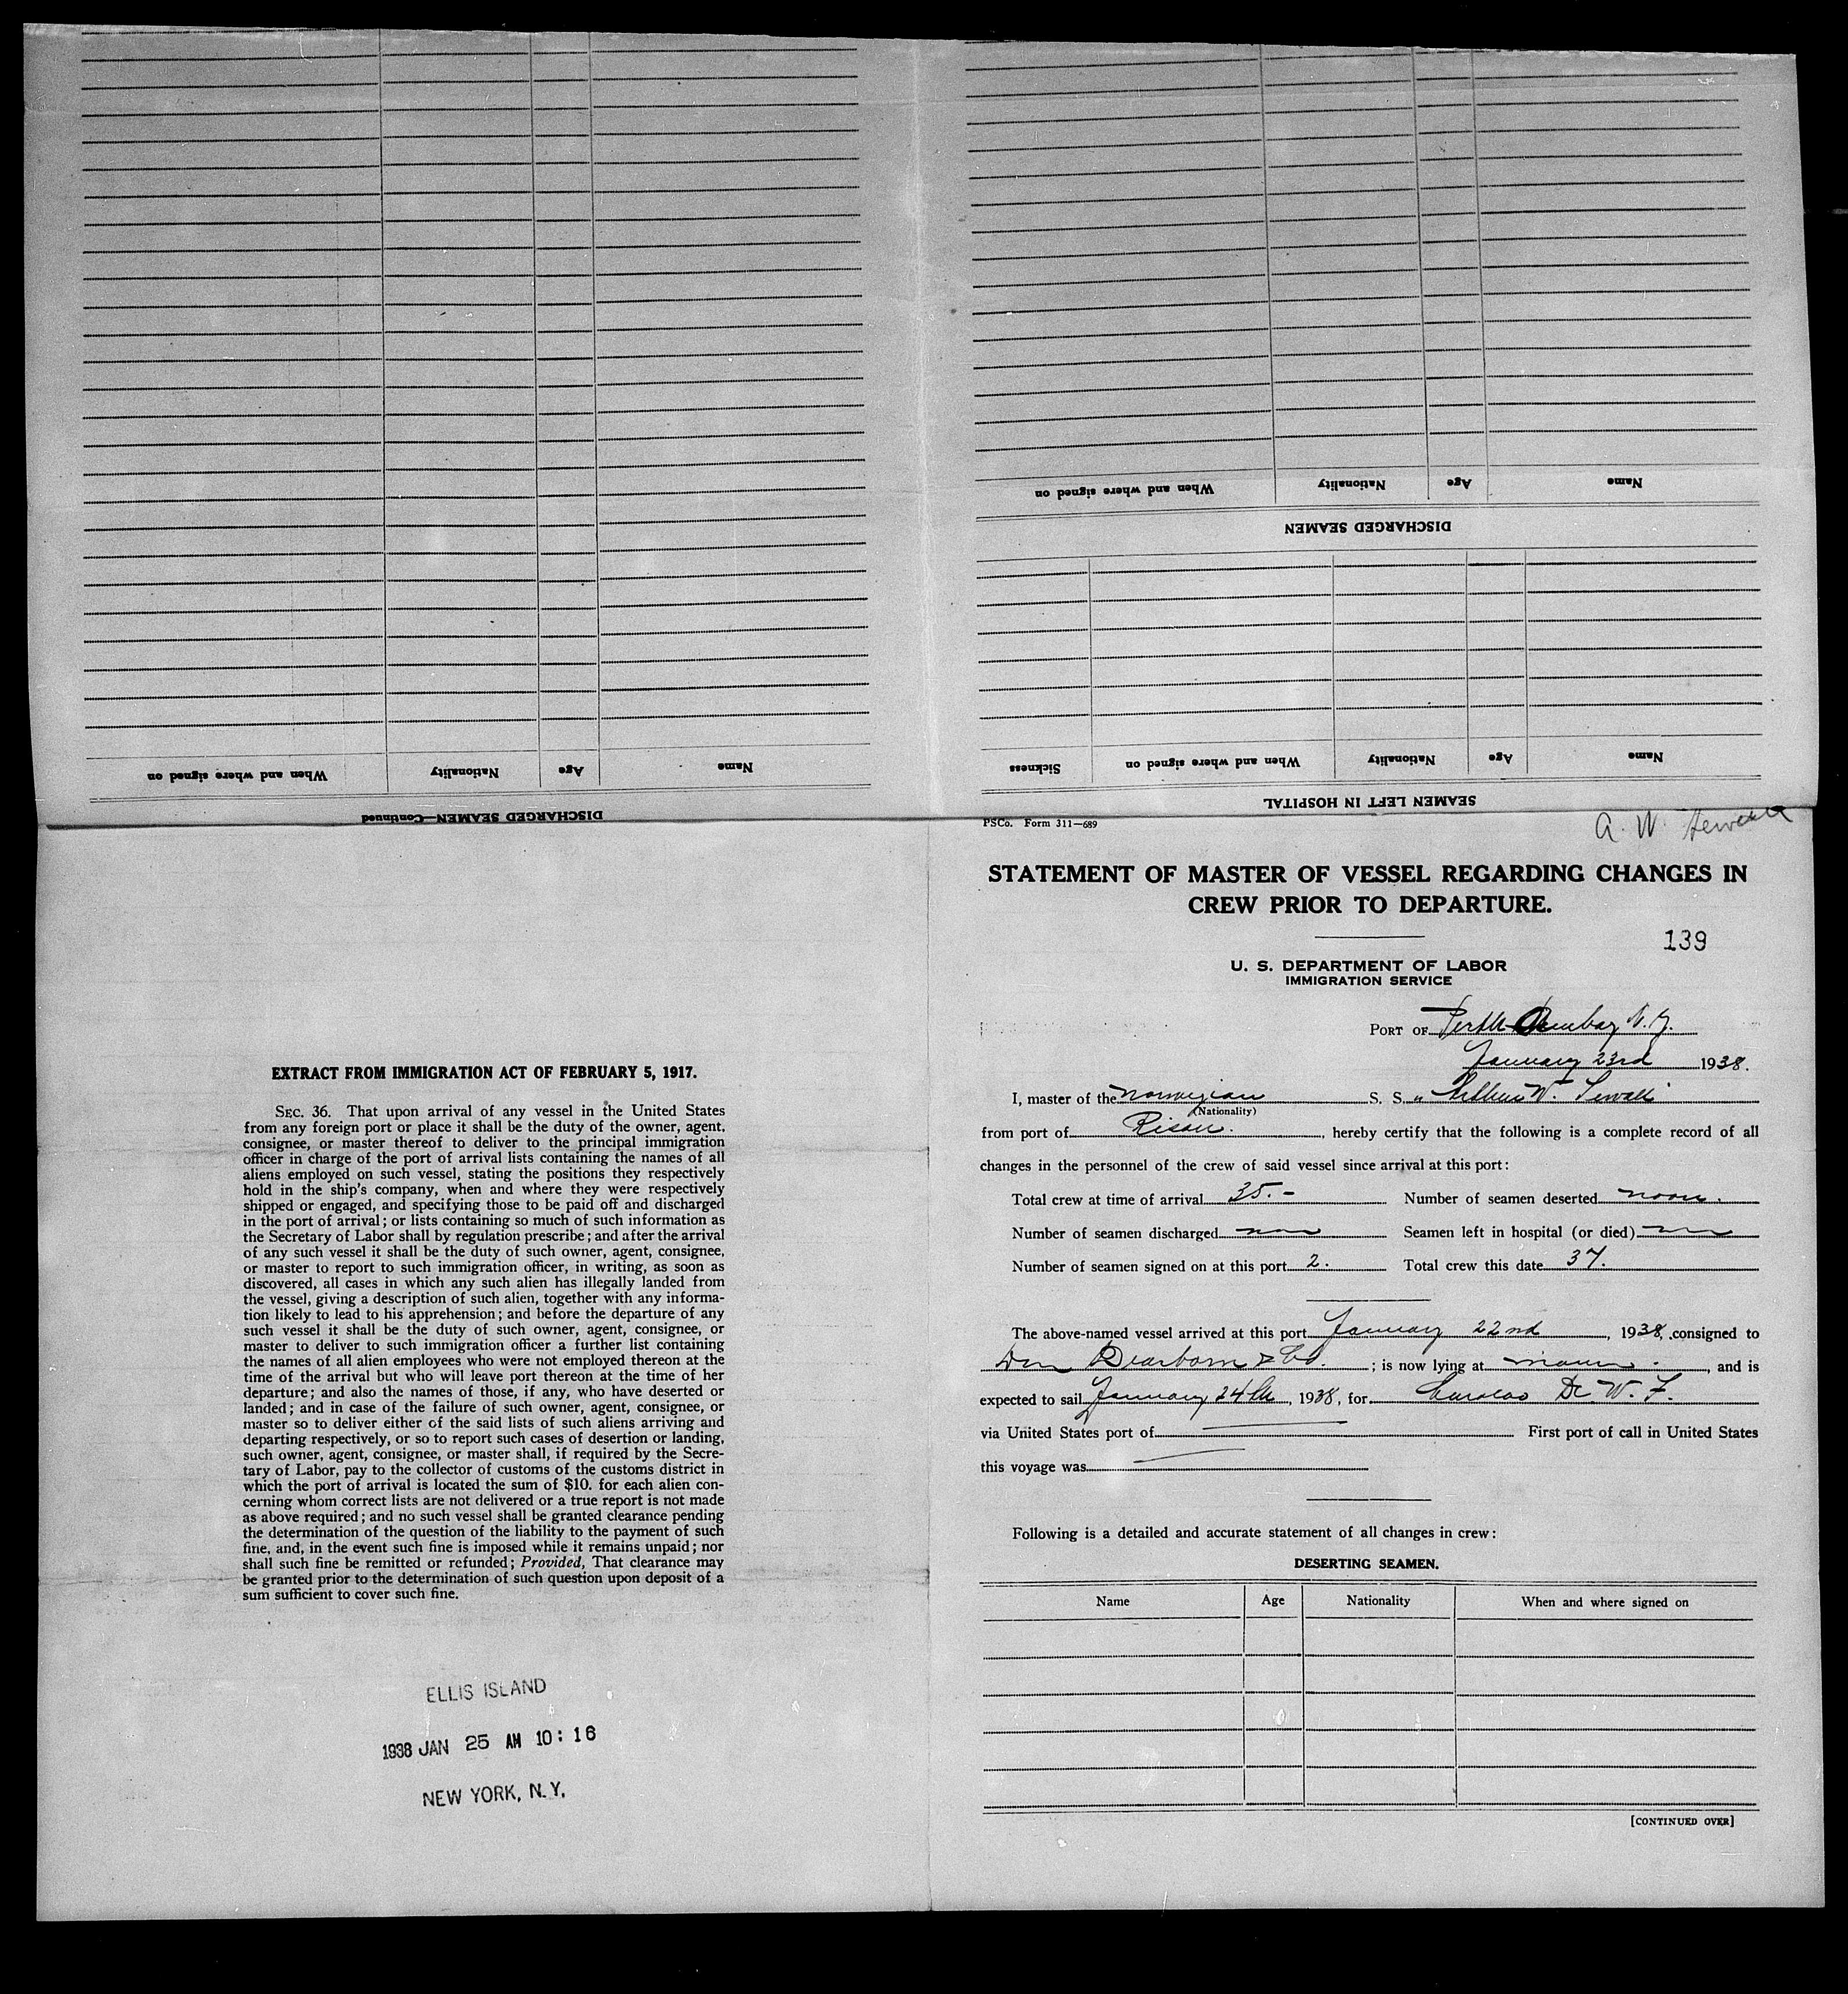 DISCHARGED SEAMEN—Continued
Name Age Nationality When and where signed on
SEAMEN LEFT IN HOSPITAL
Name Age Nationality When and where signed on Sickness
DISCHARGED SEAMEN
Name Age Nationality When and where signed on
EXTRACT FROM IMMIGRATION ACT OF FEBRUARY 5, 1917.
SEC. 36. That upon arrival of any vessel in the United States
from any foreign port or place it shall be the duty of the owner, agent,
consignee, or master thereof to deliver to the principal immigration
officer in charge of the port of arrival lists containing the names of all
aliens employed on such vessel, stating the positions they respectively
hold in the ship's company, when and where they were respectively
shipped or engaged, and specifying those to be paid off and discharged
in the port of arrival; or lists containing so much of such information as
the Secretary of Labor shall by regulation prescribe; and after the arrival
of any such vessel it shall be the duty of such owner, agent, consignee,
or master to report to such immigration officer, in writing, as soon as
discovered, all cases in which any such alien has illegally landed from
the vessel, giving a description of such alien, together with any informa-
tion likely to lead to his apprehension; and before the departure of any
such vessel it shall be the duty of such owner, agent, consignee, or
master to deliver to such immigration officer a further list containing
the names of all alien employees who were not employed thereon at the
time of the arrival but who will leave port thereon at the time of her
departure; and also the names of those, if any, who have deserted or
landed; and in case of the failure of such owner, agent, consignee, or
master so to deliver either of the said lists of such aliens arriving and
departing respectively, or so to report such cases of desertion or landing,
such owner, agent, consignee, or master shall, if required by the Secre-
tary of Labor, pay to the collector of customs of the customs district in
which the port of arrival is located the sum of $10. for each alien con-
cerning whom correct lists are not delivered or a true report is not made
as above required; and no such vessel shall be granted clearance pending
the determination of the question of the liability to the payment of such
fine, and, in the event such fine is imposed while it remains unpaid; nor
shall such fine be remitted or refunded; Provided, That clearance may
be granted prior to the determination of such question upon deposit of a
sum sufficient to cover such fine.
ELLIS ISLAND
1938 JAN 25 AM 10:16
NEW YORK, N.Y.
PSCo. Form 311—689
A. W. Sewall
STATEMENT OF MASTER OF VESSEL REGARDING CHANGES IN
CREW PRIOR TO DEPARTURE.
139
U. S. DEPARTMENT OF LABOR
IMMIGRATION SERVICE
PORT OF Perth Amboy N.J.
January 23rd 1938.
I, master of the Norwegian S. S. "Arthur W. Sewall"
(Nationality)
from port of Risør. , hereby certify that the following is a complete record of all
changes in the personnel of the crew of said vessel since arrival at this port:
Total crew at time of arrival 35.- Number of seamen deserted noon.
Number of seamen discharged Seamen left in hospital (or died)
Number of seamen signed on at this port 2. Total crew this date 37.
The above-named vessel arrived at this port January 22nd, 1938, consigned to
Dearborn & Co. ; is now lying at , and is
expected to sail January 24th, 1938, for Curacao D. W. I.
via United States port of First port of call in United States
this voyage was
Following is a detailed and accurate statement of all changes in crew:
DESERTING SEAMEN.
Name Age Nationality When and where signed on
[CONTINUED OVER]